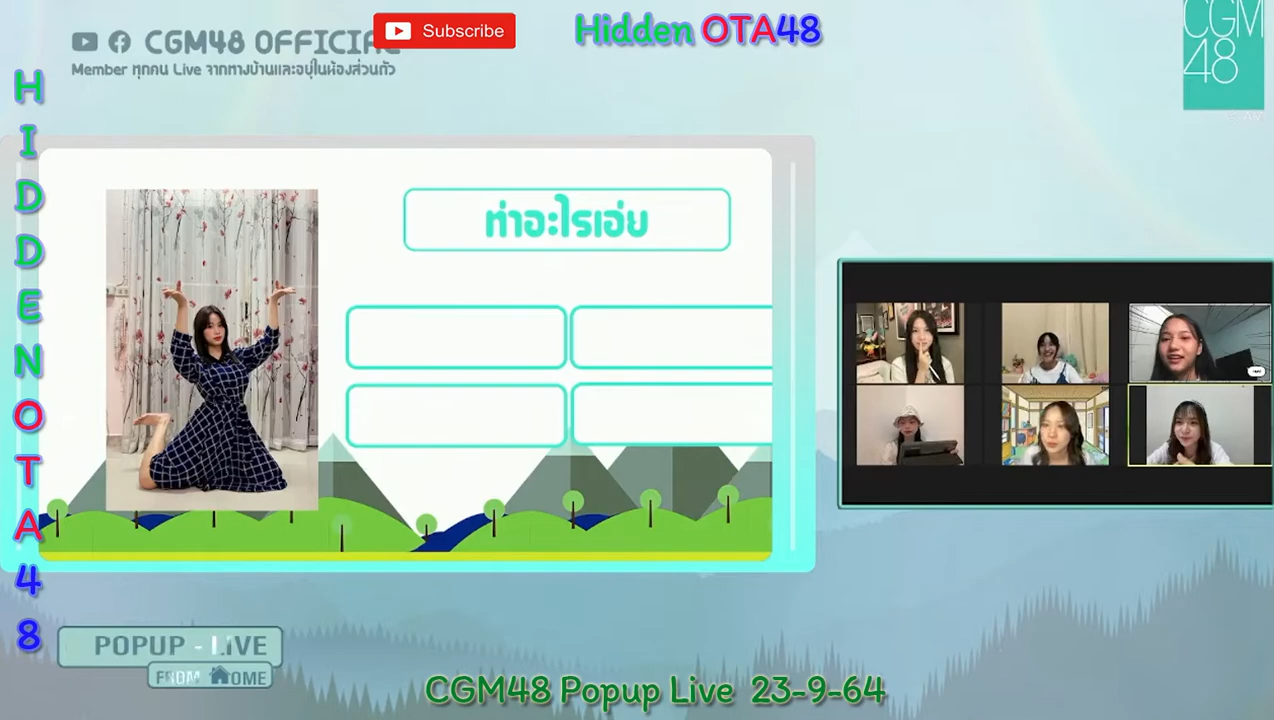 CGM48 OFFICIAL
Subscribe
Hidden OTA48
CGM
48
Member ทุกคน Live จากทางบ้านและอยู่ในห้องส่วนตัว
HIDDENOTA48
ท่าอะไรเอ่ย
POPUP - LIVE
FROM HOME
CGM48 Popup Live 23-9-64